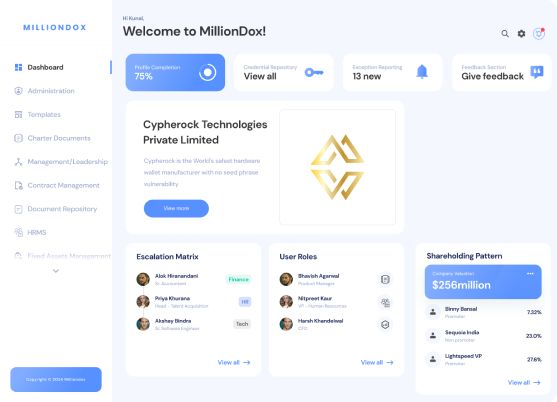 MILLIONDOX
Dashboard
Administration
Templates
Charter Documents
Management/Leadership
Contract Management
Document Repository
HRMS
Fixed Assets Management
Copyright © 2024 Milliondox
Hi Kunal,
Welcome to MillionDox!
Profile Completion
75%
Credential Repository
View all
Exception Reporting
13 new
Feedback Section
Give feedback
Cypherock Technologies
Private Limited
Cypherock is the World's safest hardware
wallet manufacturer with no seed phrase
vulnerability
View more
Escalation Matrix
Alok Hiranandani
Sr. Accountant
Finance
Priya Khurana
Head - Talent Acquisition
HR
Akshay Bindra
Sr. Software Engineer
Tech
View all →
User Roles
Bhavish Agarwal
Product Manager
Nitpreet Kaur
VP - Human Resources
Harsh Khandelwal
CFO
View all →
Shareholding Pattern
Company Valuation
$256million
Binny Bansal
Promoter
7.32%
Sequoia India
Non promoter
23.0%
Lightspeed VP
Promoter
27.6%
View all →